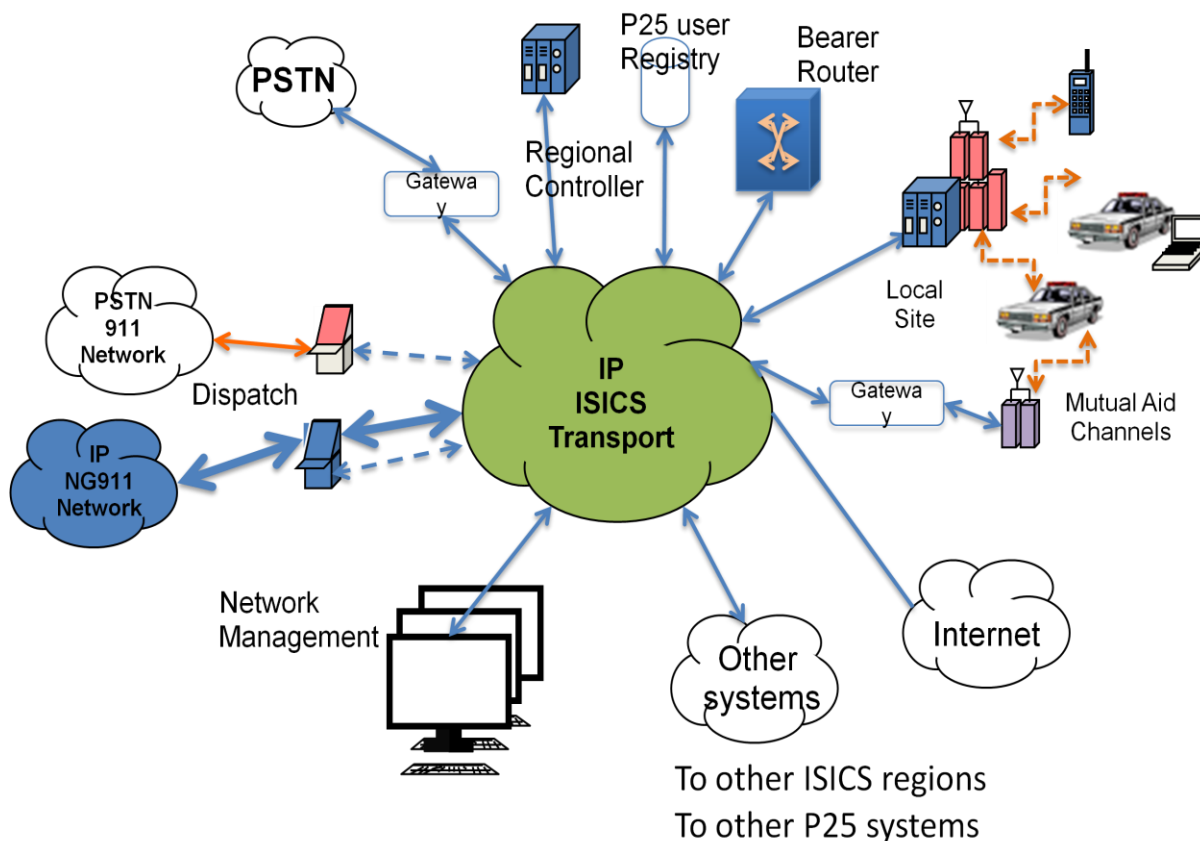 PSTN
P25 user
Registry
Bearer
Router
Regional
Controller
Gatewa
y
PSTN
911
Network
Dispatch
IP
NG911
Network
IP
ISICS
Transport
Local
Site
Gatewa
y
Mutual Aid
Channels
Network
Management
Other
systems
Internet
To other ISICS regions
To other P25 systems